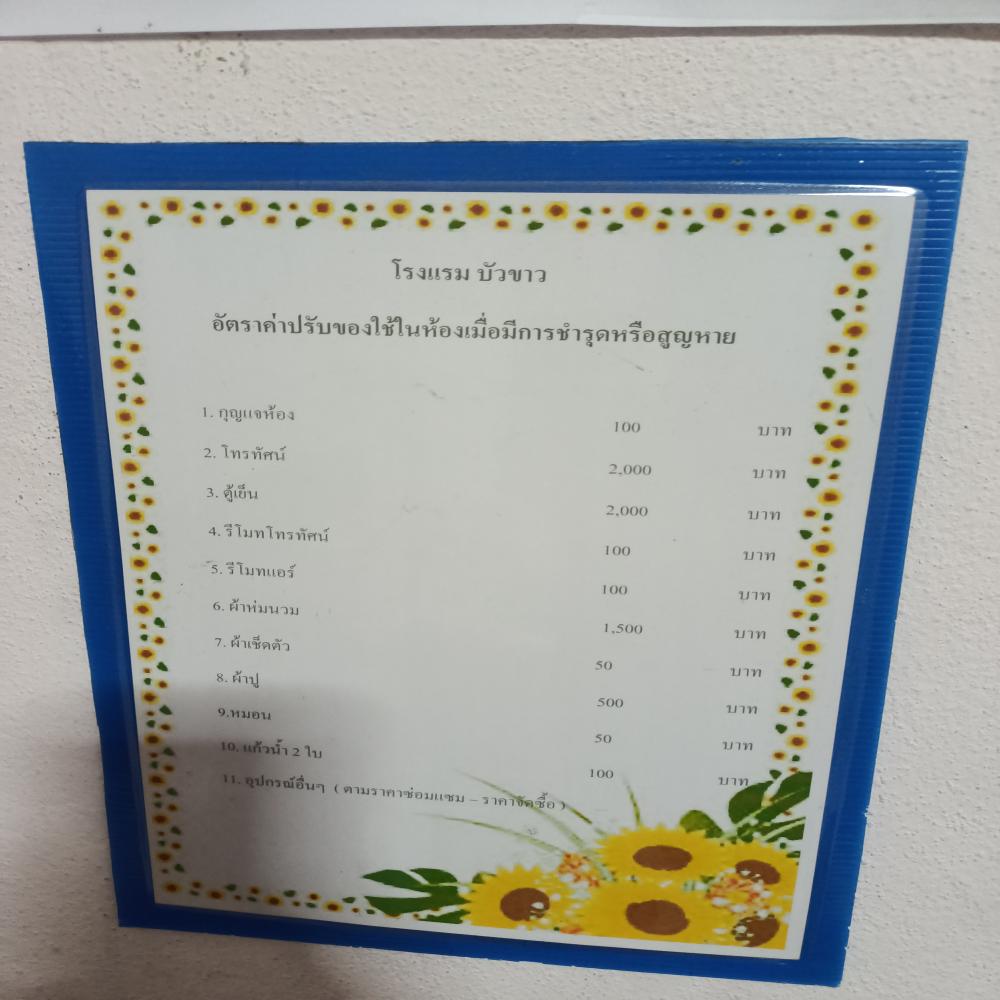 โรงแรม บัวขาว
อัตราค่าปรับของใช้ในห้องเมื่อมีการชำรุดหรือสูญหาย
1. กุญแจห้อง 100 บาท
2. โทรทัศน์ 2,000 บาท
3. ตู้เย็น 2,000 บาท
4. รีโมทโทรทัศน์ 100 บาท
5. รีโมทแอร์ 100 บาท
6. ผ้าห่มนวม 1,500 บาท
7. ผ้าเช็ดตัว 50 บาท
8. ผ้าปู 500 บาท
9.หมอน 50 บาท
10. แก้วน้ำ 2 ใบ 100 บาท
11. อุปกรณ์อื่นๆ ( ตามราคาซ่อมแซม – ราคาจัดซื้อ )